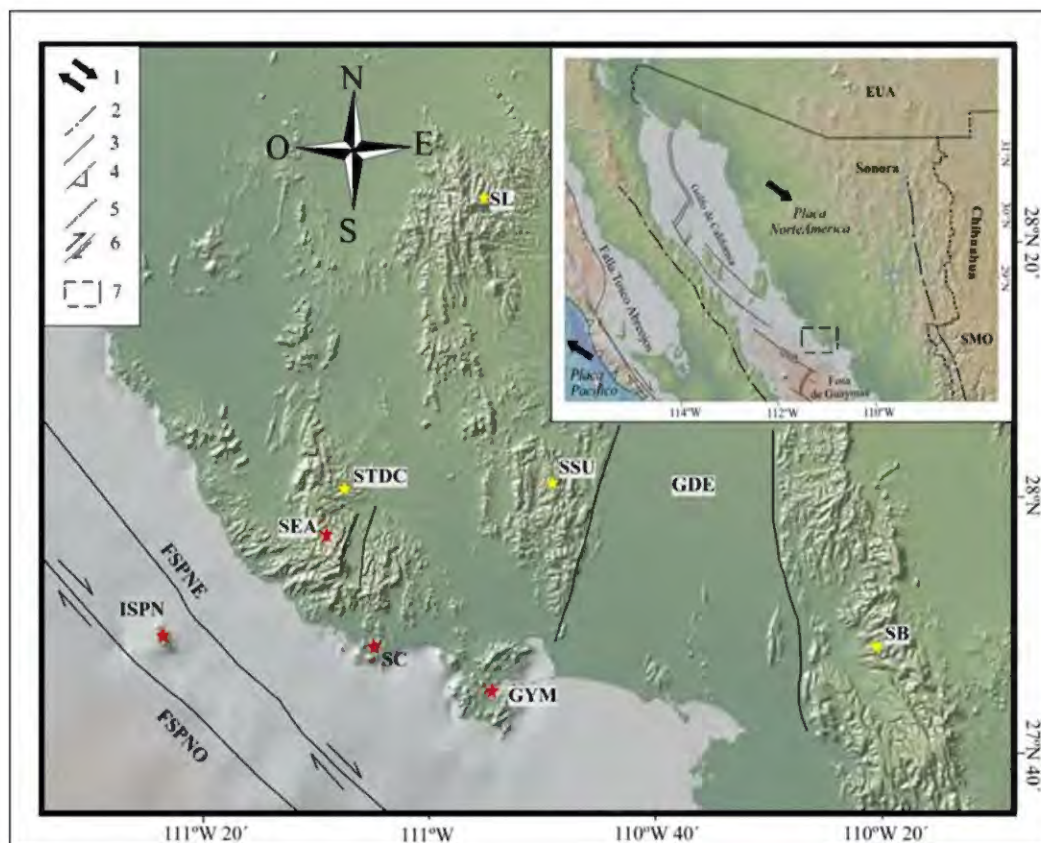 1
2
3
4
5
6
7
N
O
E
S
SL
STDC
SSU
GDE
SEA
ISPN
FSPNE
FSPNO
SC
GYM
SB
EUA
Sonora
Chihuahua
SMO
Golfo de California
Placa
NorteAmerica
Falla Tosco Abreojos
Placa
Pacifico
Fosa
de Guaymas
31°N
30°N
29°N
114°W
112°W
110°W
28°N 20´
28°N
27°N 40´
111°W 20´
111°W
110°W 40´
110°W 20´